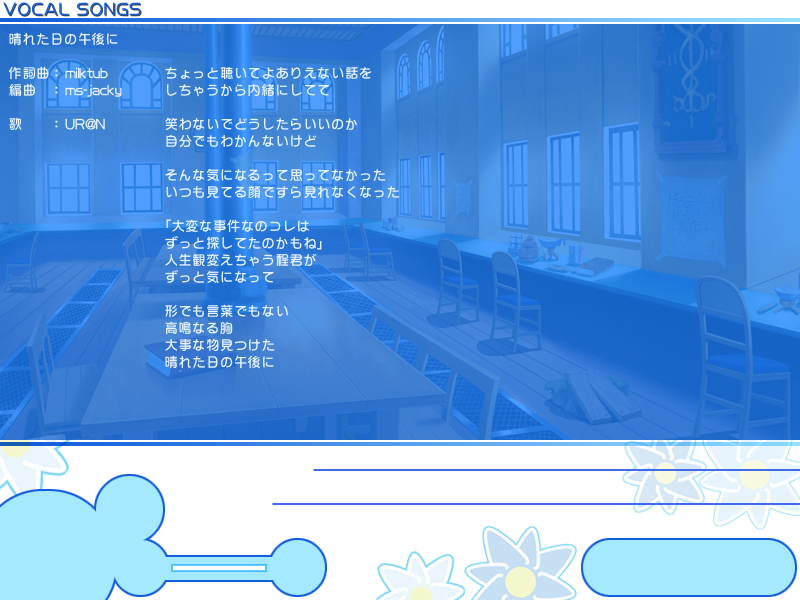 VOCAL SONGS
晴れた日の午後に
作詞曲：milktub
編曲　：ms-jacky
歌　　：UR@N
ちょっと聴いてよありえない話を
しちゃうから内緒にしてて
笑わないでどうしたらいいのか
自分でもわかんないけど
そんな気になるって思ってなかった
いつも見てる顔ですら見れなくなった
「大変な事件なのコレは
ずっと探してたのかもね」
人生観変えちゃう程君が
ずっと気になって
形でも言葉でもない
高鳴なる胸
大事な物見つけた
晴れた日の午後に